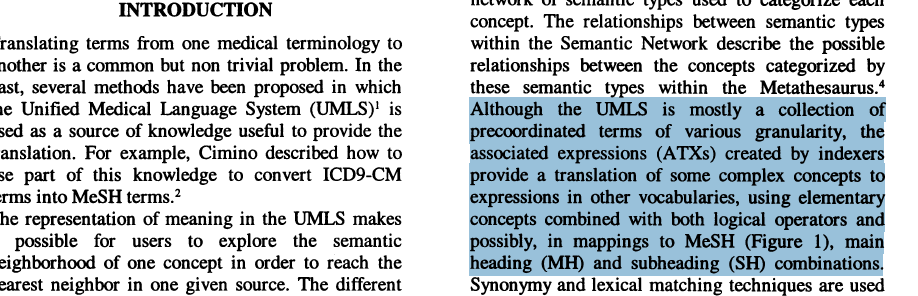 INTRODUCTION
ranslating terms from one medical terminology to
nother is a common but non trivial problem. In the
ast, several methods have been proposed in which
he Unified Medical Language System (UMLS)¹ is
sed as a source of knowledge useful to provide the
anslation. For example, Cimino described how to
se part of this knowledge to convert ICD9-CM
erms into MeSH terms.²
he representation of meaning in the UMLS makes
possible for users to explore the semantic
eighborhood of one concept in order to reach the
earest neighbor in one given source. The different
network of semantic types used to categorize each
concept. The relationships between semantic types
within the Semantic Network describe the possible
relationships between the concepts categorized by
these semantic types within the Metathesaurus.⁴
Although the UMLS is mostly a collection of
precoordinated terms of various granularity, the
associated expressions (ATXs) created by indexers
provide a translation of some complex concepts to
expressions in other vocabularies, using elementary
concepts combined with both logical operators and
possibly, in mappings to MeSH (Figure 1), main
heading (MH) and subheading (SH) combinations.
Synonymy and lexical matching techniques are used